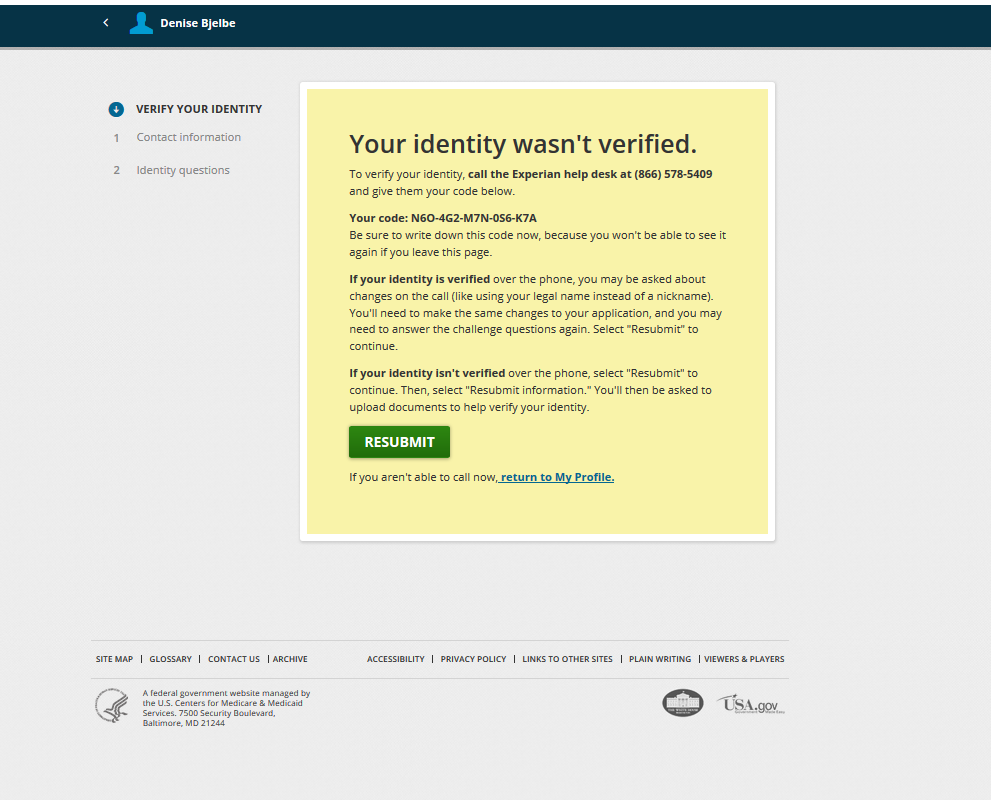 Denise Bjelbe
VERIFY YOUR IDENTITY
1 Contact information
2 Identity questions
Your identity wasn't verified.
To verify your identity, call the Experian help desk at (866) 578-5409
and give them your code below.
Your code: N6O-4G2-M7N-0S6-K7A
Be sure to write down this code now, because you won't be able to see it
again if you leave this page.
If your identity is verified over the phone, you may be asked about
changes on the call (like using your legal name instead of a nickname).
You'll need to make the same changes to your application, and you may
need to answer the challenge questions again. Select "Resubmit" to
continue.
If your identity isn't verified over the phone, select "Resubmit" to
continue. Then, select "Resubmit information." You'll then be asked to
upload documents to help verify your identity.
RESUBMIT
If you aren't able to call now, return to My Profile.
SITE MAP | GLOSSARY | CONTACT US | ARCHIVE ACCESSIBILITY | PRIVACY POLICY | LINKS TO OTHER SITES | PLAIN WRITING | VIEWERS & PLAYERS
A federal government website managed by
the U.S. Centers for Medicare & Medicaid
Services. 7500 Security Boulevard,
Baltimore, MD 21244
USA.gov